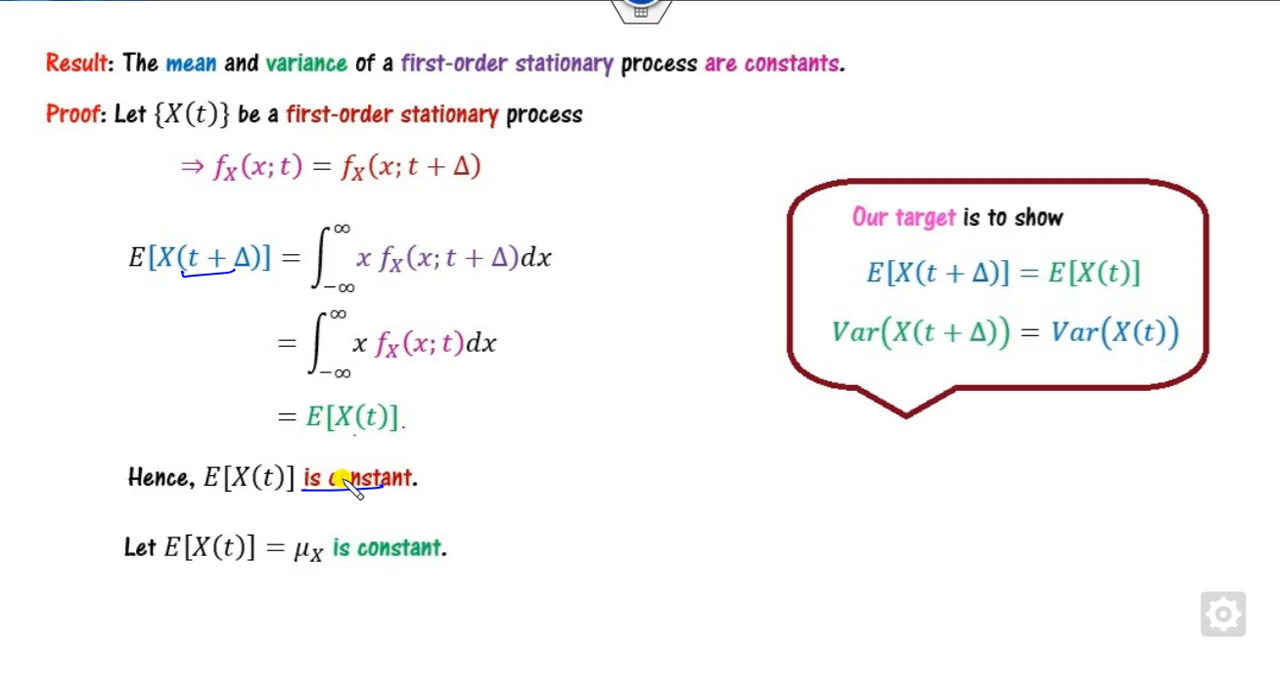 Result: The mean and variance of a first-order stationary process are constants.
Proof: Let {X(t)} be a first-order stationary process
⇒ f_X(x; t) = f_X(x; t + Δ)
E[X(t + Δ)] = ∫_{−∞}^{∞} x f_X(x; t + Δ)dx
= ∫_{−∞}^{∞} x f_X(x; t)dx
= E[X(t)].
Hence, E[X(t)] is constant.
Let E[X(t)] = μ_X is constant.
Our target is to show
E[X(t + Δ)] = E[X(t)]
Var(X(t + Δ)) = Var(X(t))